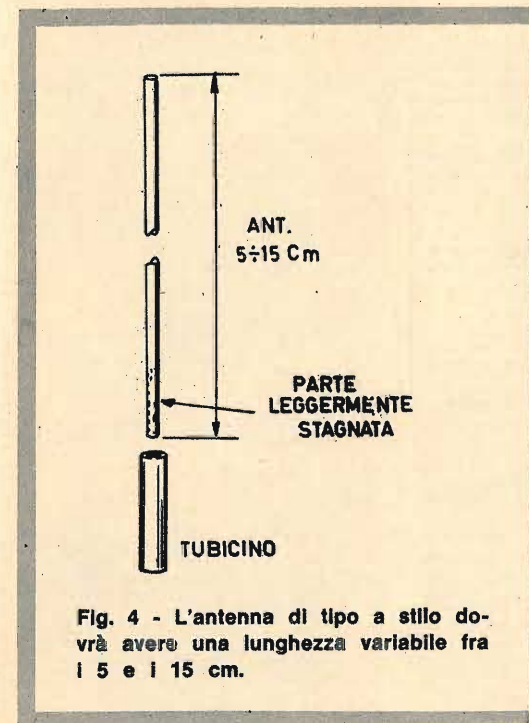 ANT.
5÷15 Cm
PARTE
LEGGERMENTE
STAGNATA
TUBICINO
Fig. 4 - L'antenna di tipo a stilo do-
vrà avere una lunghezza variabile fra
i 5 e i 15 cm.